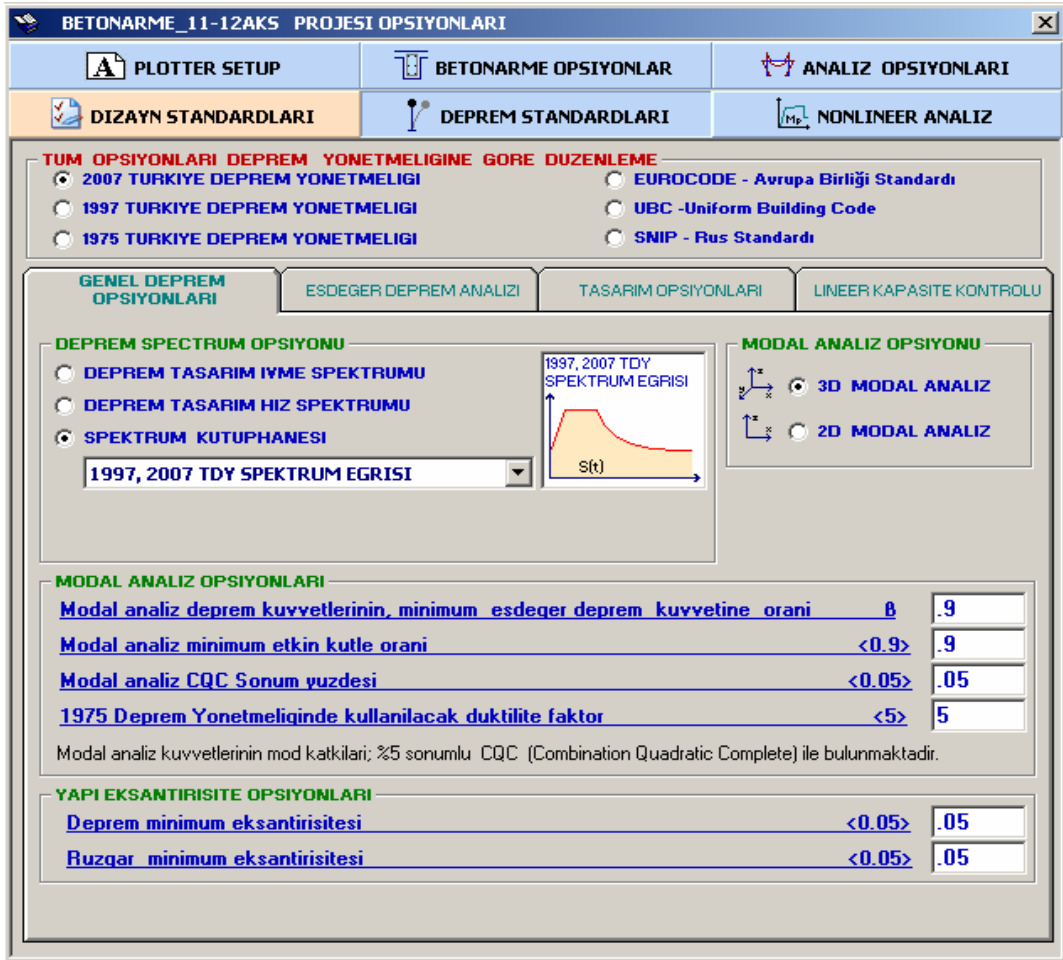 BETONARME_11-12AKS PROJESI OPSIYONLARI
PLOTTER SETUP
BETONARME OPSIYONLAR
ANALIZ OPSIYONLARI
DIZAYN STANDARDLARI
DEPREM STANDARDLARI
NONLINEER ANALIZ
TUM OPSIYONLARI DEPREM YONETMELIGINE GORE DUZENLEME
2007 TURKIYE DEPREM YONETMELIGI
EUROCODE - Avrupa Birliği Standardı
1997 TURKIYE DEPREM YONETMELIGI
UBC -Uniform Building Code
1975 TURKIYE DEPREM YONETMELIGI
SNIP - Rus Standardı
GENEL DEPREM
OPSIYONLARI
ESDEGER DEPREM ANALIZI
TASARIM OPSIYONLARI
LINEER KAPASITE KONTROLU
DEPREM SPECTRUM OPSIYONU
DEPREM TASARIM IVME SPEKTRUMU
DEPREM TASARIM HIZ SPEKTRUMU
SPEKTRUM KUTUPHANESI
1997, 2007 TDY SPEKTRUM EGRISI
1997, 2007 TDY
SPEKTRUM EGRISI
S(t)
MODAL ANALIZ OPSIYONU
3D MODAL ANALIZ
2D MODAL ANALIZ
MODAL ANALIZ OPSIYONLARI
Modal analiz deprem kuvvetlerinin, minimum esdeger deprem kuvvetine orani ß .9
Modal analiz minimum etkin kutle orani <0.9> .9
Modal analiz CQC Sonum yuzdesi <0.05> .05
1975 Deprem Yonetmeliginde kullanilacak duktilite faktor <5> 5
Modal analiz kuvvetlerinin mod katkilari; %5 sonumlu CQC (Combination Quadratic Complete) ile bulunmaktadir.
YAPI EKSANTIRISITE OPSIYONLARI
Deprem minimum eksantirisitesi <0.05> .05
Ruzgar minimum eksantirisitesi <0.05> .05